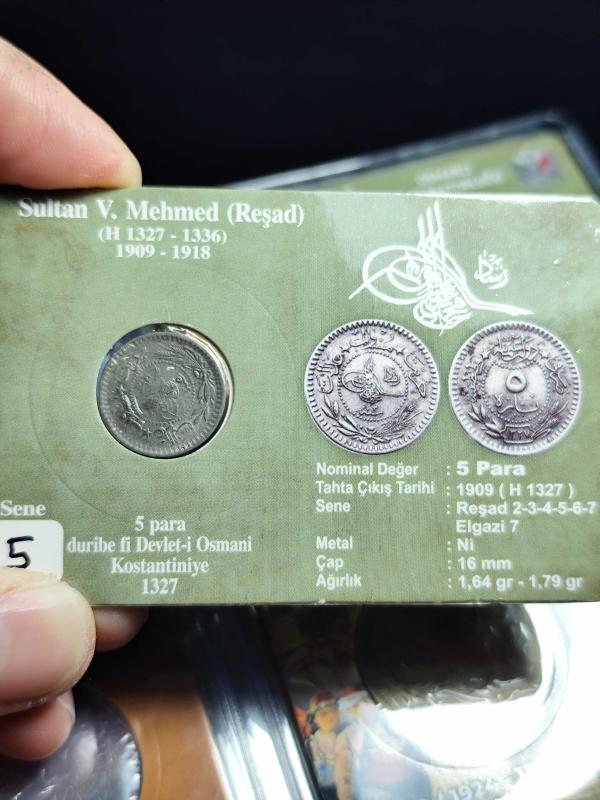 Sultan V. Mehmed (Reşad)
(H 1327 - 1336)
1909 - 1918
Nominal Değer : 5 Para
Tahta Çıkış Tarihi : 1909 ( H 1327 )
Sene : Reşad 2-3-4-5-6-7
Elgazi 7
Metal : Ni
Çap : 16 mm
Ağırlık : 1,64 gr - 1,79 gr
Sene
5
5 para
duribe fi Devlet-i Osmani
Kostantiniye
1327